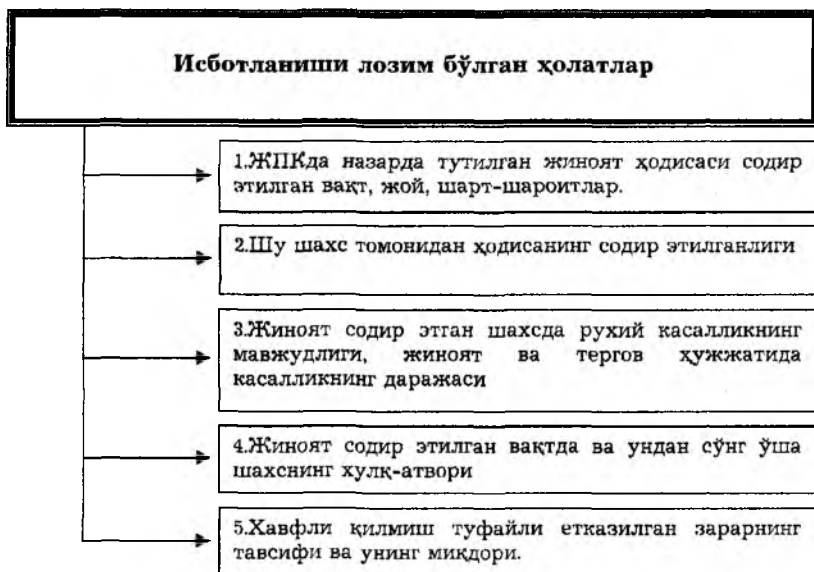 Исботланиши лозим бўлган ҳолатлар
1.ЖПКда назарда тутилган жиноят ҳодисаси содир
этилган вақт, жой, шарт-шароитлар.
2.Шу шахс томонидан ҳодисанинг содир этилганлиги
3.Жиноят содир этган шахсда рухий касалликнинг
мавжудлиги, жиноят ва тергов ҳужжатида
касалликнинг даражаси
4.Жиноят содир этилган вақтда ва ундан сўнг ўша
шахснинг хулқ-атвори
5.Хавфли қилмиш туфайли етказилган зарарнинг
тавсифи ва унинг миқдори.